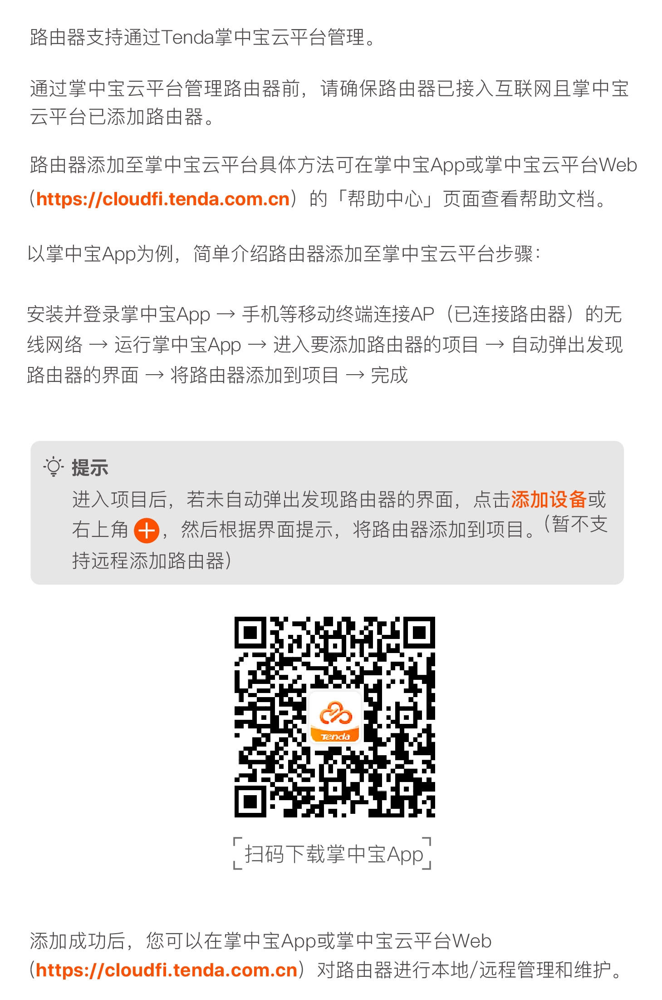 路由器支持通过Tenda掌中宝云平台管理。
通过掌中宝云平台管理路由器前，请确保路由器已接入互联网且掌中宝
云平台已添加路由器。
路由器添加至掌中宝云平台具体方法可在掌中宝App或掌中宝云平台Web
（https://cloudfi.tenda.com.cn）的「帮助中心」页面查看帮助文档。
以掌中宝App为例，简单介绍路由器添加至掌中宝云平台步骤：
安装并登录掌中宝App → 手机等移动终端连接AP（已连接路由器）的无
线网络 → 运行掌中宝App → 进入要添加路由器的项目 → 自动弹出发现
路由器的界面 → 将路由器添加到项目 → 完成
提示
进入项目后，若未自动弹出发现路由器的界面，点击添加设备或
右上角 ，然后根据界面提示，将路由器添加到项目。（暂不支
持远程添加路由器）
Tenda
扫码下载掌中宝App
添加成功后，您可以在掌中宝App或掌中宝云平台Web
（https://cloudfi.tenda.com.cn）对路由器进行本地/远程管理和维护。